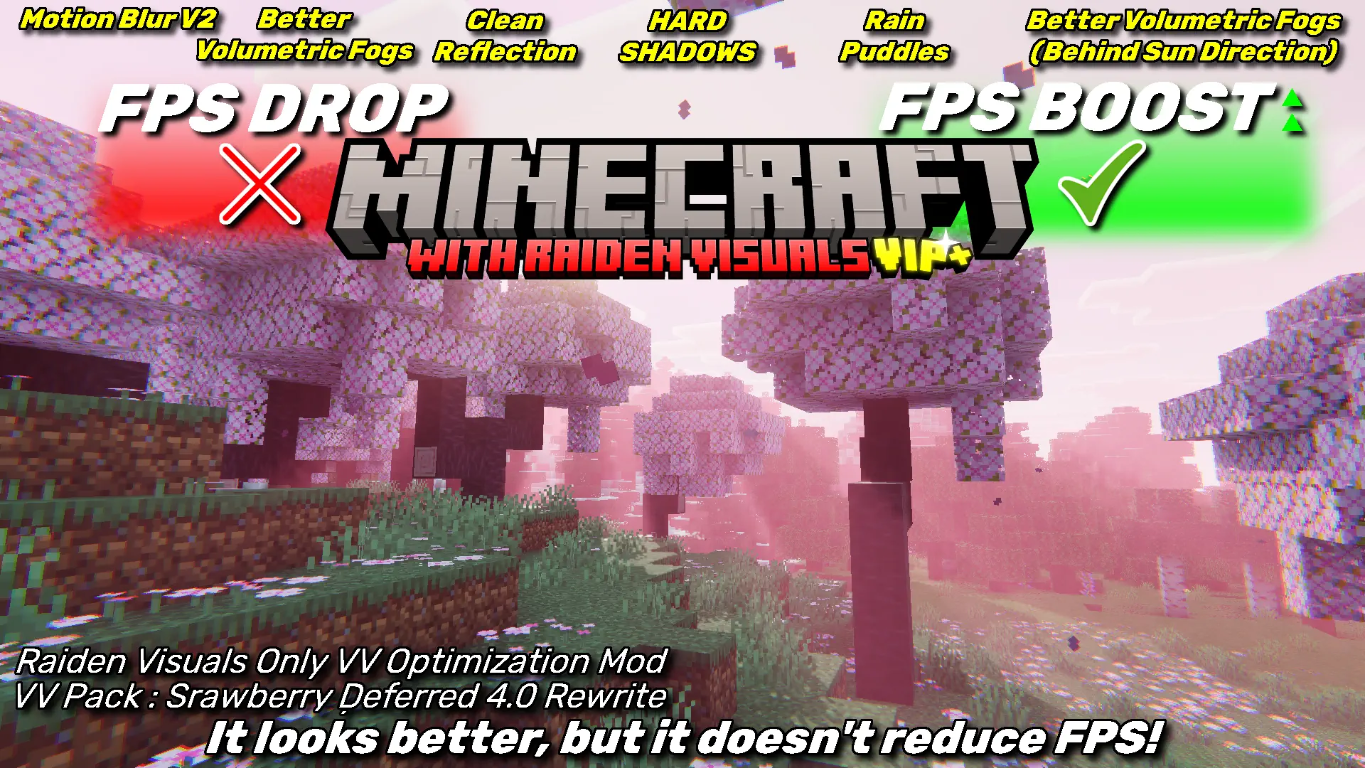 Motion Blur V2
Better
Volumetric Fogs
Clean
Reflection
HARD
SHADOWS
Rain
Puddles
Better Volumetric Fogs
(Behind Sun Direction)
FPS DROP
FPS BOOST
MINECRAFT
WITH RAIDEN VISUALS VIP+
Raiden Visuals Only VV Optimization Mod
VV Pack : Srawberry Deferred 4.0 Rewrite
It looks better, but it doesn't reduce FPS!